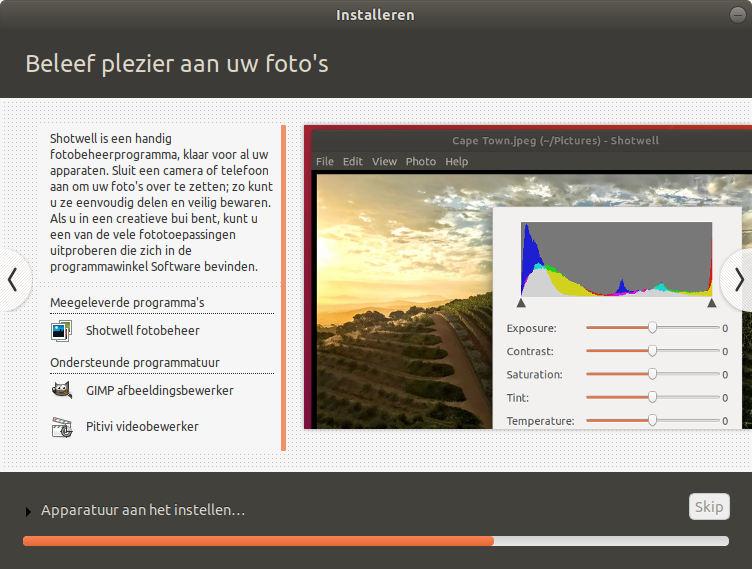 Installeren
Beleef plezier aan uw foto's
Shotwell is een handig
fotobeheerprogramma, klaar voor al uw
apparaten. Sluit een camera of telefoon
aan om uw foto's over te zetten; zo kunt
u ze eenvoudig delen en veilig bewaren.
Als u in een creatieve bui bent, kunt u
een van de vele fototoepassingen
uitproberen die zich in de
programmawinkel Software bevinden.
Meegeleverde programma's
Shotwell fotobeheer
Ondersteunde programmatuur
GIMP afbeeldingsbewerker
Pitivi videobewerker
Cape Town.jpeg (~/Pictures) - Shotwell
File Edit View Photo Help
Exposure: 0
Contrast: 0
Saturation: 0
Tint: 0
Temperature: 0
Apparatuur aan het instellen…
Skip